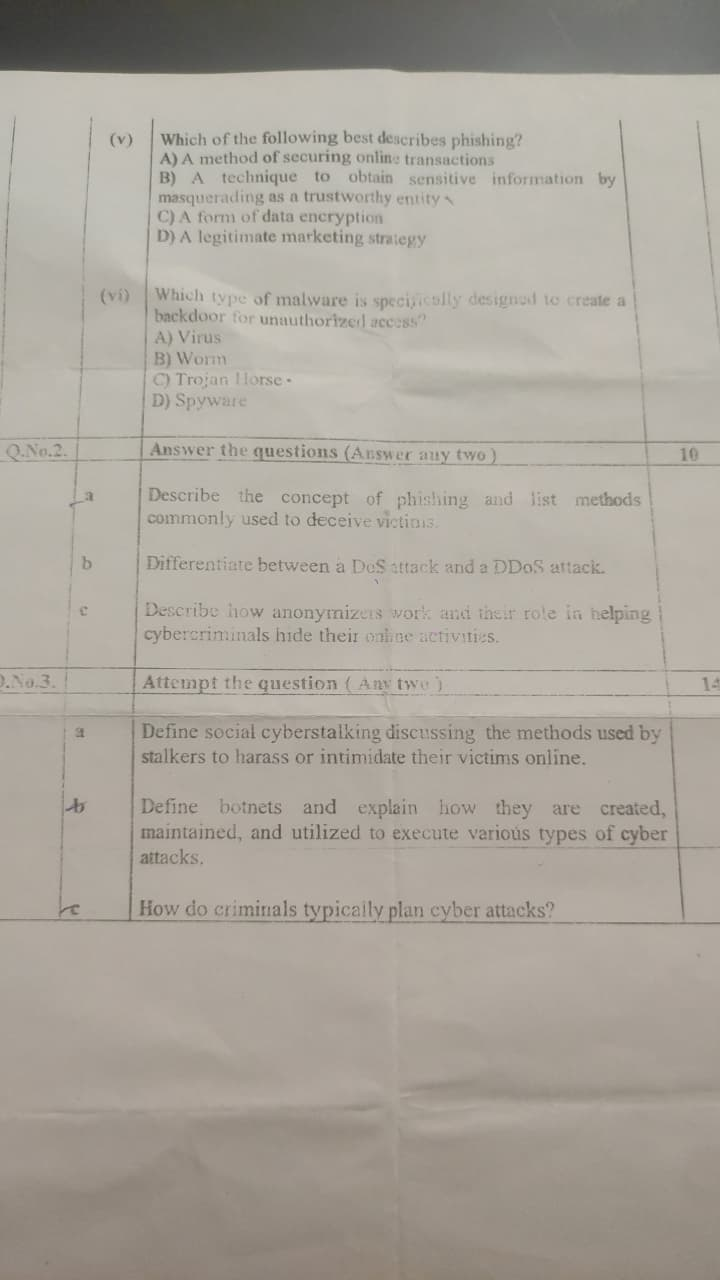 (v) Which of the following best describes phishing?
A) A method of securing online transactions
B) A technique to obtain sensitive information by
masquerading as a trustworthy entity
C) A form of data encryption
D) A legitimate marketing strategy
(vi) Which type of malware is specifically designed to create a
backdoor for unauthorized access?
A) Virus
B) Worm
C) Trojan Horse
D) Spyware
Q.No.2. Answer the questions (Answer any two) 10
a Describe the concept of phishing and list methods
commonly used to deceive victims.
b Differentiate between a DoS attack and a DDoS attack.
c Describe how anonymizers work and their role in helping
cybercriminals hide their online activities.
Q.No.3. Attempt the question ( Any two ) 14
a Define social cyberstalking discussing the methods used by
stalkers to harass or intimidate their victims online.
b Define botnets and explain how they are created,
maintained, and utilized to execute various types of cyber
attacks.
c How do criminals typically plan cyber attacks?